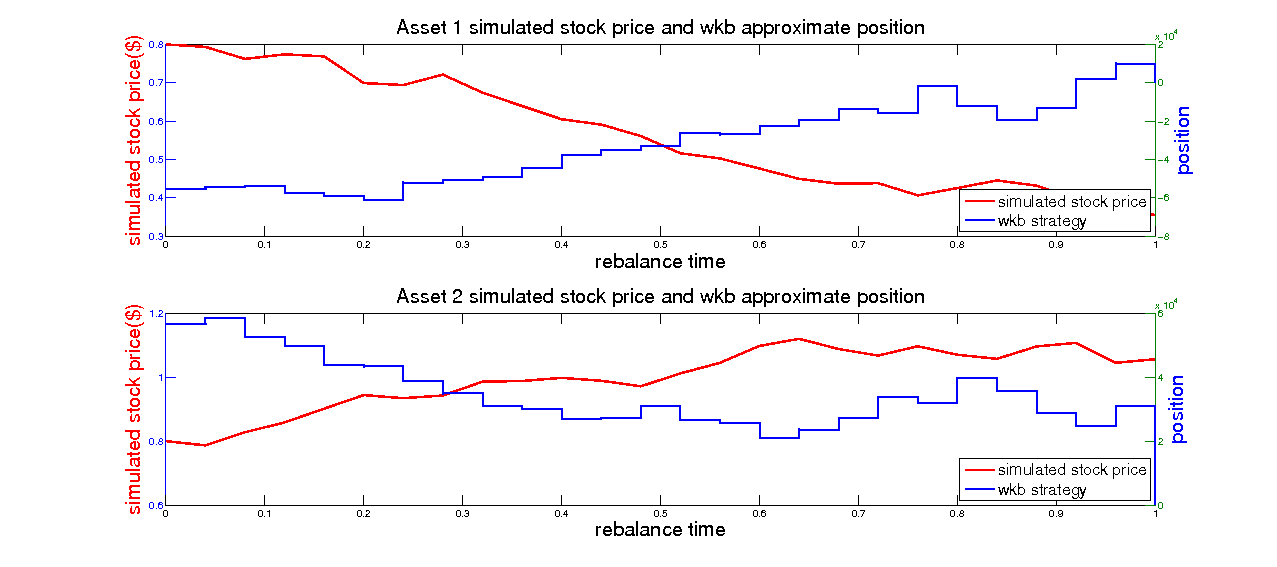 Asset 1 simulated stock price and wkb approximate position
x 10^4
simulated stock price($)
0.8
0.7
0.6
0.5
0.4
0.3
2
0
−2
−4
−6
−8
position
simulated stock price
wkb strategy
0 0.1 0.2 0.3 0.4 0.5 0.6 0.7 0.8 0.9 1
rebalance time
Asset 2 simulated stock price and wkb approximate position
x 10^4
simulated stock price($)
1.2
1
0.8
0.6
6
4
2
0
position
simulated stock price
wkb strategy
0 0.1 0.2 0.3 0.4 0.5 0.6 0.7 0.8 0.9 1
rebalance time